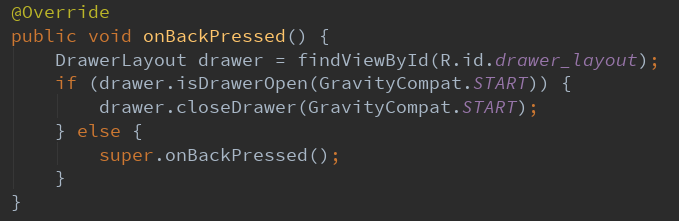 @Override
public void onBackPressed() {
    DrawerLayout drawer = findViewById(R.id.drawer_layout);
    if (drawer.isDrawerOpen(GravityCompat.START)) {
        drawer.closeDrawer(GravityCompat.START);
    } else {
        super.onBackPressed();
    }
}